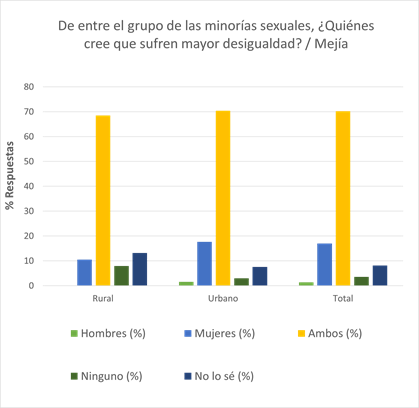 De entre el grupo de las minorías sexuales, ¿Quiénes
cree que sufren mayor desigualdad? / Mejía
80
70
60
50
40
30
20
10
0
% Respuestas
Rural Urbano Total
Hombres (%) Mujeres (%) Ambos (%)
Ninguno (%) No lo sé (%)